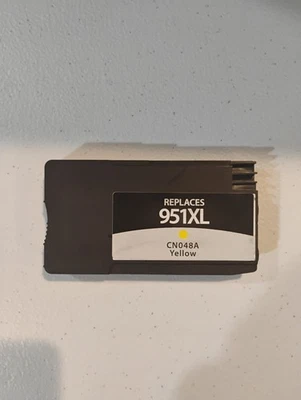 REPLACES
951XL
CN048A
Yellow